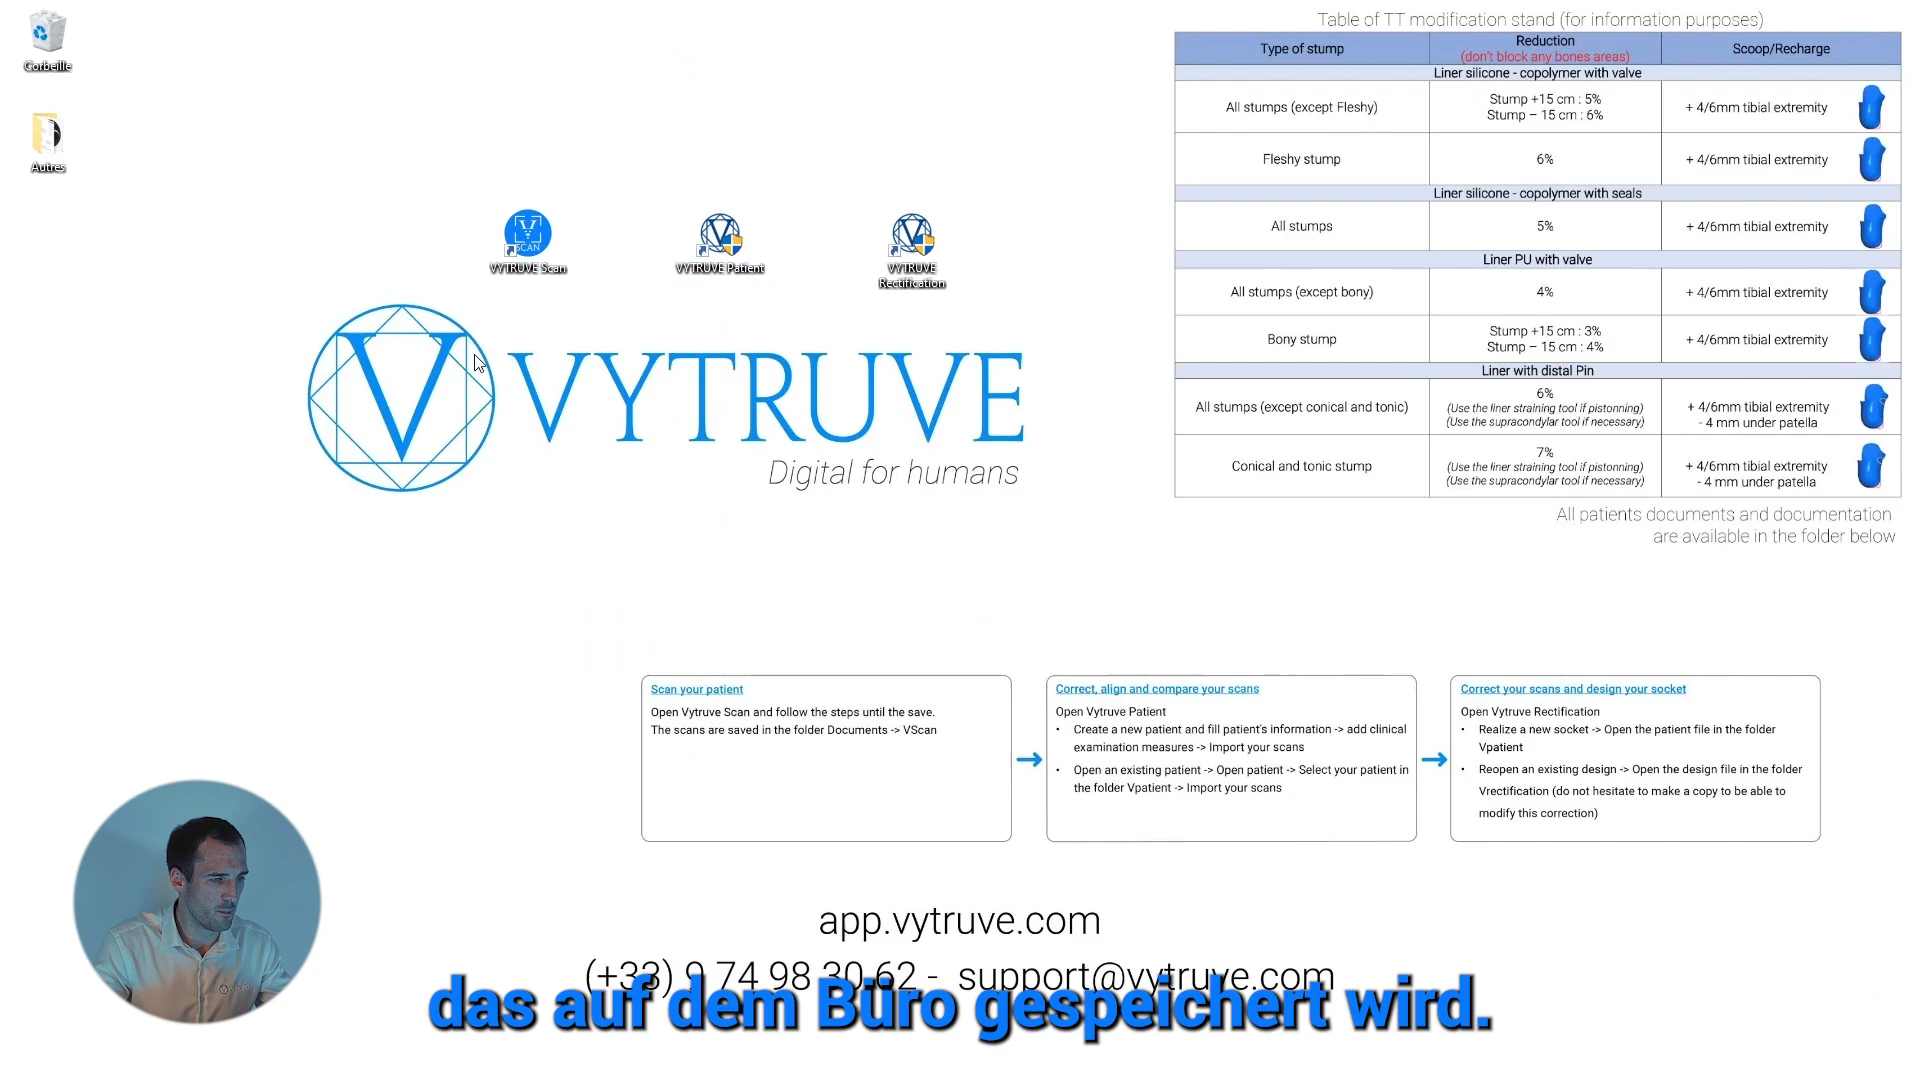 Corbeille
Autres
VYTRUVE Scan
VYTRUVE Patient
VYTRUVE
Rectification
V
SCAN
VYTRUVE
Digital for humans
Table of TT modification stand (for information purposes)
Type of stump
Reduction
(don't block any bones areas)
Scoop/Recharge
Liner silicone - copolymer with valve
All stumps (except Fleshy)
Stump +15 cm : 5%
Stump – 15 cm : 6%
+ 4/6mm tibial extremity
Fleshy stump
6%
+ 4/6mm tibial extremity
Liner silicone - copolymer with seals
All stumps
5%
+ 4/6mm tibial extremity
Liner PU with valve
All stumps (except bony)
4%
+ 4/6mm tibial extremity
Bony stump
Stump +15 cm : 3%
Stump – 15 cm : 4%
+ 4/6mm tibial extremity
Liner with distal Pin
All stumps (except conical and tonic)
6%
(Use the liner straining tool if pistonning)
(Use the supracondylar tool if necessary)
+ 4/6mm tibial extremity
- 4 mm under patella
Conical and tonic stump
7%
(Use the liner straining tool if pistonning)
(Use the supracondylar tool if necessary)
+ 4/6mm tibial extremity
- 4 mm under patella
All patients documents and documentation
are available in the folder below
Scan your patient
Open Vytruve Scan and follow the steps until the save.
The scans are saved in the folder Documents -> VScan
Correct, align and compare your scans
Open Vytruve Patient
• Create a new patient and fill patient's information -> add clinical
examination measures -> Import your scans
• Open an existing patient -> Open patient -> Select your patient in
the folder Vpatient -> Import your scans
Correct your scans and design your socket
Open Vytruve Rectification
• Realize a new socket -> Open the patient file in the folder
Vpatient
• Reopen an existing design -> Open the design file in the folder
Vrectification (do not hesitate to make a copy to be able to
modify this correction)
app.vytruve.com
(+33) 9 74 98 30 62 - support@vytruve.com
das auf dem Büro gespeichert wird.